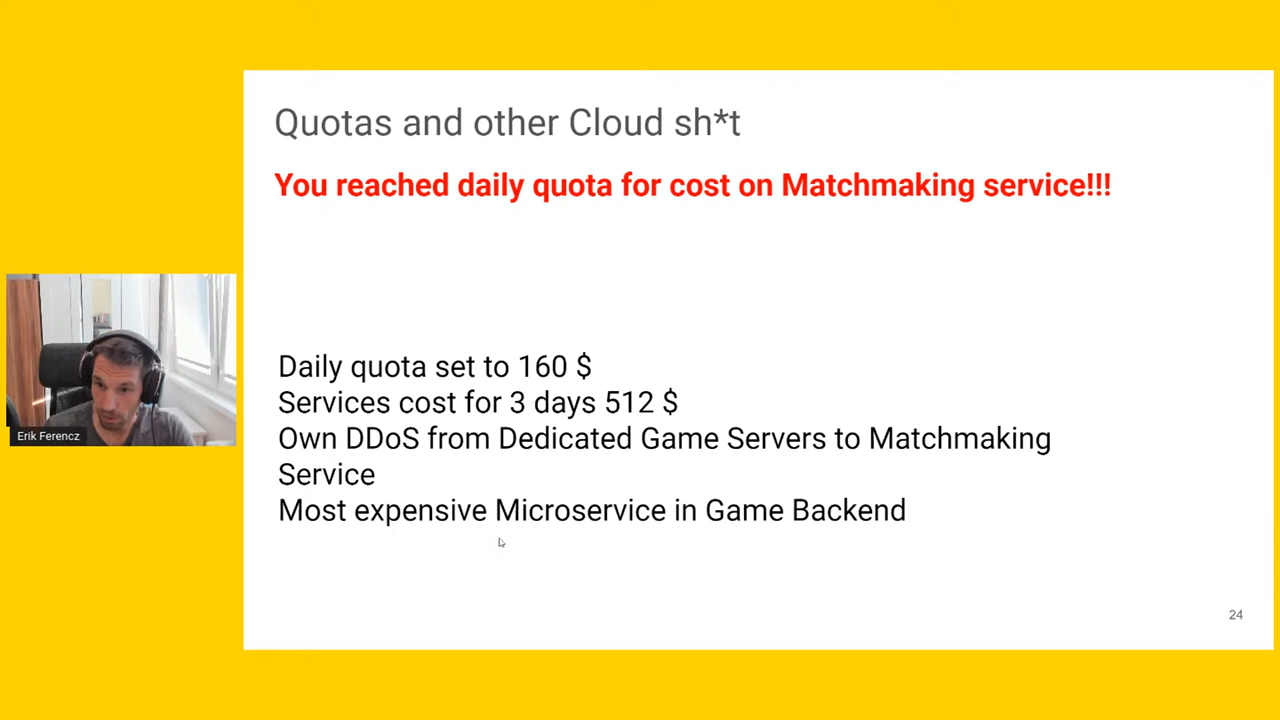 Quotas and other Cloud sh*t
You reached daily quota for cost on Matchmaking service!!!
Daily quota set to 160 $
Services cost for 3 days 512 $
Own DDoS from Dedicated Game Servers to Matchmaking
Service
Most expensive Microservice in Game Backend
Erik Ferencz
24